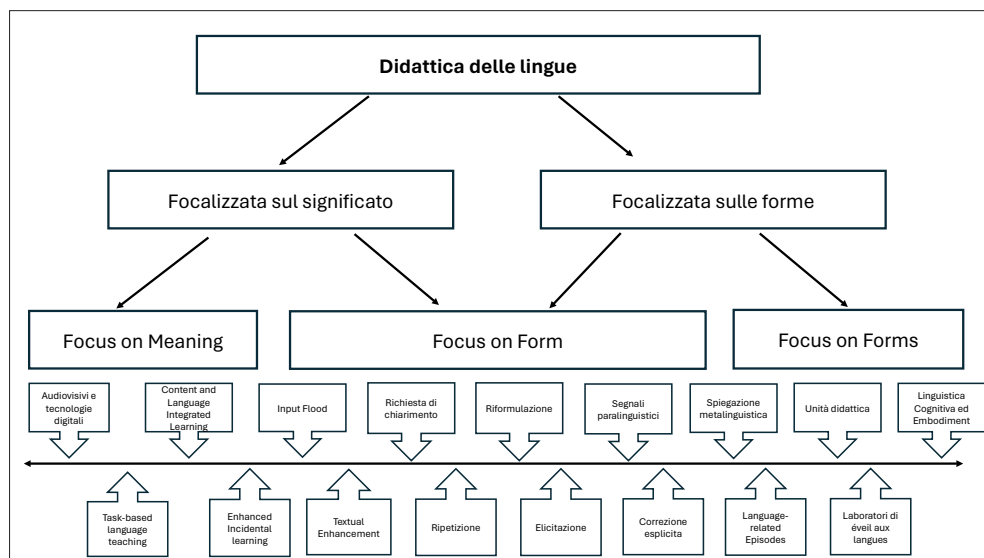 Didattica delle lingue
Focalizzata sul significato
Focalizzata sulle forme
Focus on Meaning
Focus on Form
Focus on Forms
Audiovisivi e
tecnologie
digitali
Content and
Language
Integrated
Learning
Input Flood
Richiesta di
chiarimento
Riformulazione
Segnali
paralinguistici
Spiegazione
metalinguistica
Unità didattica
Linguistica
Cognitiva ed
Embodiment
Task-based
language
teaching
Enhanced
Incidental
learning
Textual
Enhancement
Ripetizione
Elicitazione
Correzione
esplicita
Language-
related
Episodes
Laboratori di
éveil aux
langues